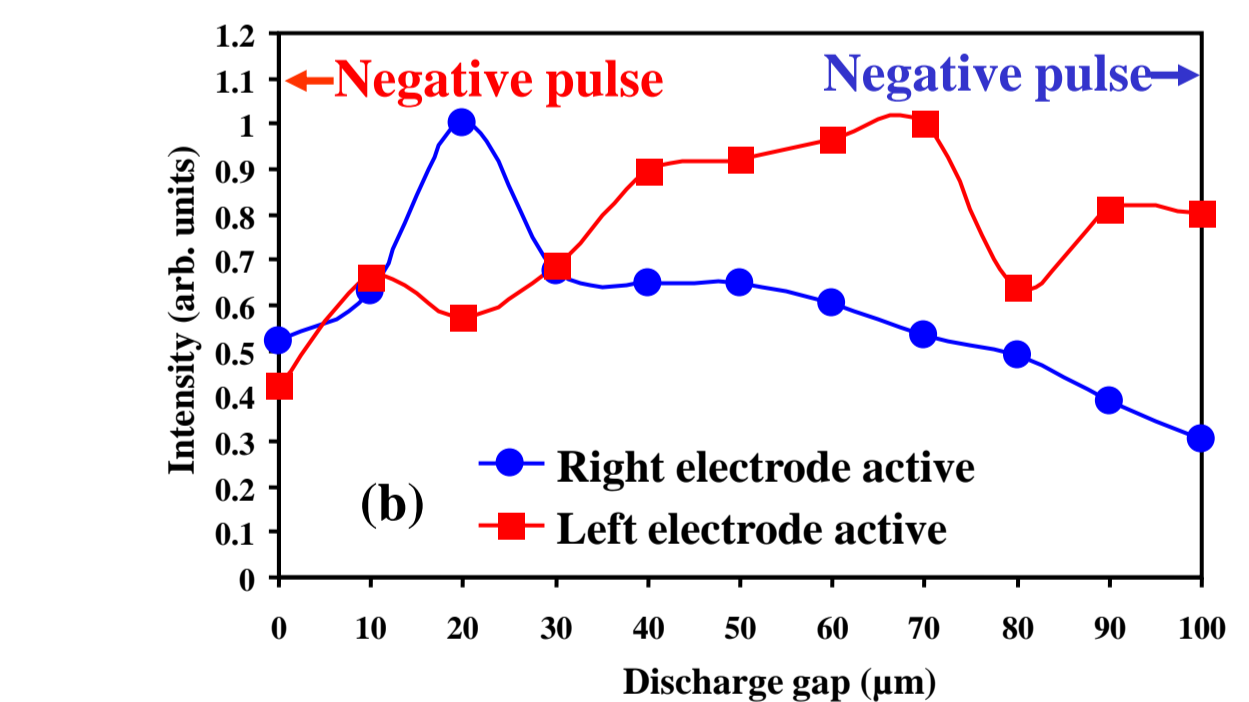 1.2
1.1
1
0.9
0.8
0.7
0.6
0.5
0.4
0.3
0.2
0.1
0
Intensity (arb. units)
Negative pulse
Negative pulse
Right electrode active
(b)
Left electrode active
0 10 20 30 40 50 60 70 80 90 100
Discharge gap (µm)